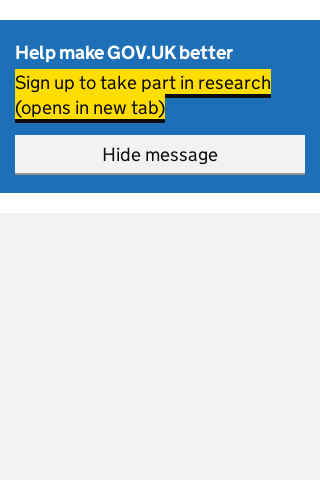 Help make GOV.UK better
Sign up to take part in research
(opens in new tab)
Hide message